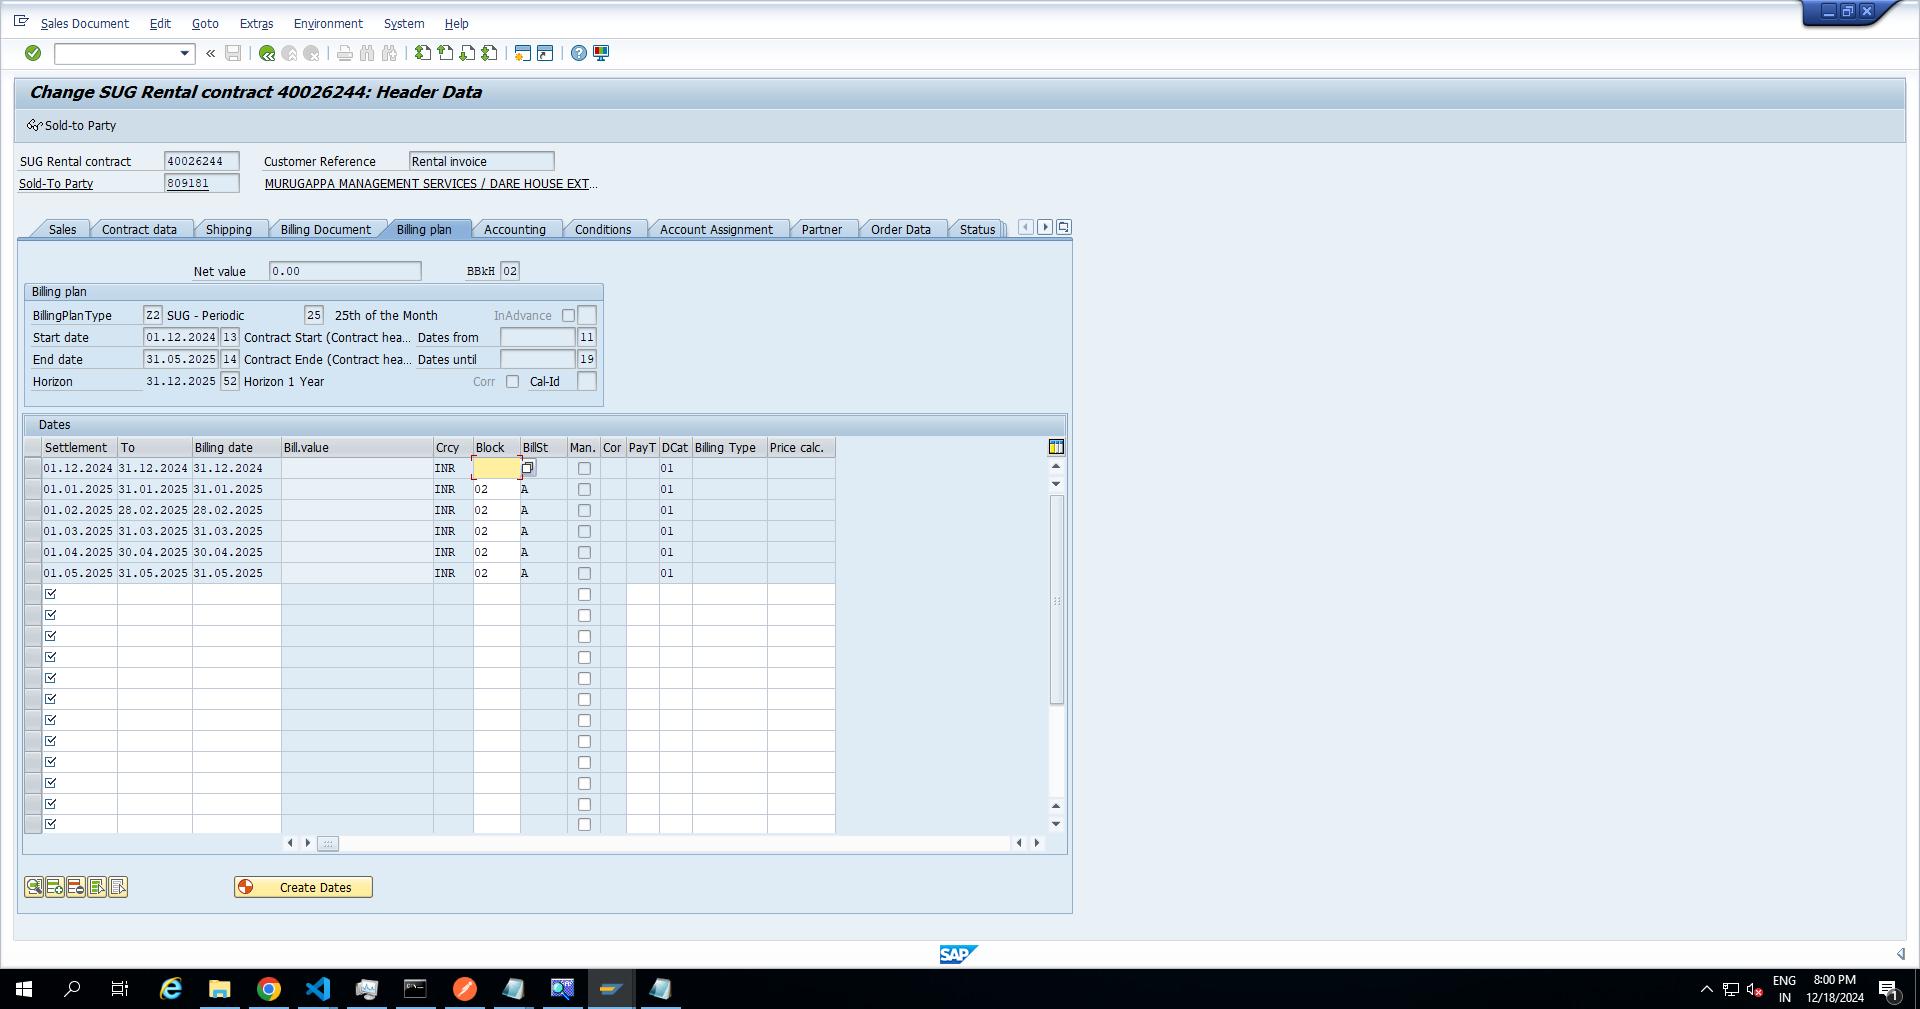 Sales Document Edit Goto Extras Environment System Help
Change SUG Rental contract 40026244: Header Data
Sold-to Party
SUG Rental contract 40026244 Customer Reference Rental invoice
Sold-To Party 809181 MURUGAPPA MANAGEMENT SERVICES / DARE HOUSE EXT...
Sales Contract data Shipping Billing Document Billing plan Accounting Conditions Account Assignment Partner Order Data Status
Net value 0.00 BBkH 02
Billing plan
BillingPlanType Z2 SUG - Periodic 25 25th of the Month InAdvance
Start date 01.12.2024 13 Contract Start (Contract hea... Dates from 11
End date 31.05.2025 14 Contract Ende (Contract hea... Dates until 19
Horizon 31.12.2025 52 Horizon 1 Year Corr Cal-Id
Dates
Settlement To Billing date Bill.value Crcy Block BillSt Man. Cor PayT DCat Billing Type Price calc.
01.12.2024 31.12.2024 31.12.2024 INR 01
01.01.2025 31.01.2025 31.01.2025 INR 02 A 01
01.02.2025 28.02.2025 28.02.2025 INR 02 A 01
01.03.2025 31.03.2025 31.03.2025 INR 02 A 01
01.04.2025 30.04.2025 30.04.2025 INR 02 A 01
01.05.2025 31.05.2025 31.05.2025 INR 02 A 01
Create Dates
SAP
ENG 8:00 PM
IN 12/18/2024 1